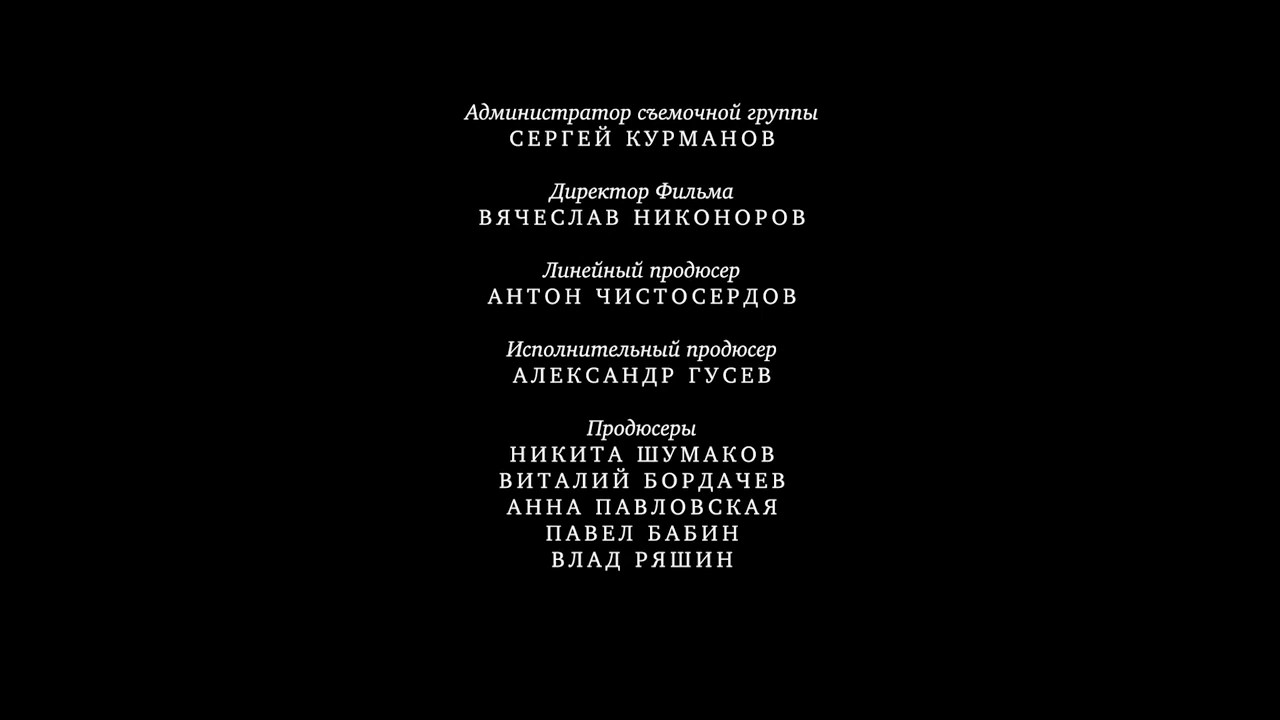 Администратор съемочной группы
СЕРГЕЙ КУРМАНОВ
Директор Фильма
ВЯЧЕСЛАВ НИКОНОРОВ
Линейный продюсер
АНТОН ЧИСТОСЕРДОВ
Исполнительный продюсер
АЛЕКСАНДР ГУСЕВ
Продюсеры
НИКИТА ШУМАКОВ
ВИТАЛИЙ БОРДАЧЕВ
АННА ПАВЛОВСКАЯ
ПАВЕЛ БАБИН
ВЛАД РЯШИН